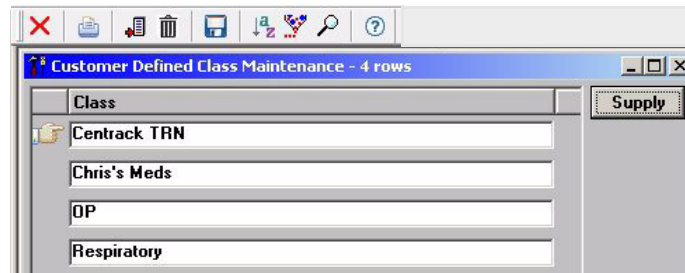 Customer Defined Class Maintenance - 4 rows
Class
Supply
Centrack TRN
Chris's Meds
OP
Respiratory